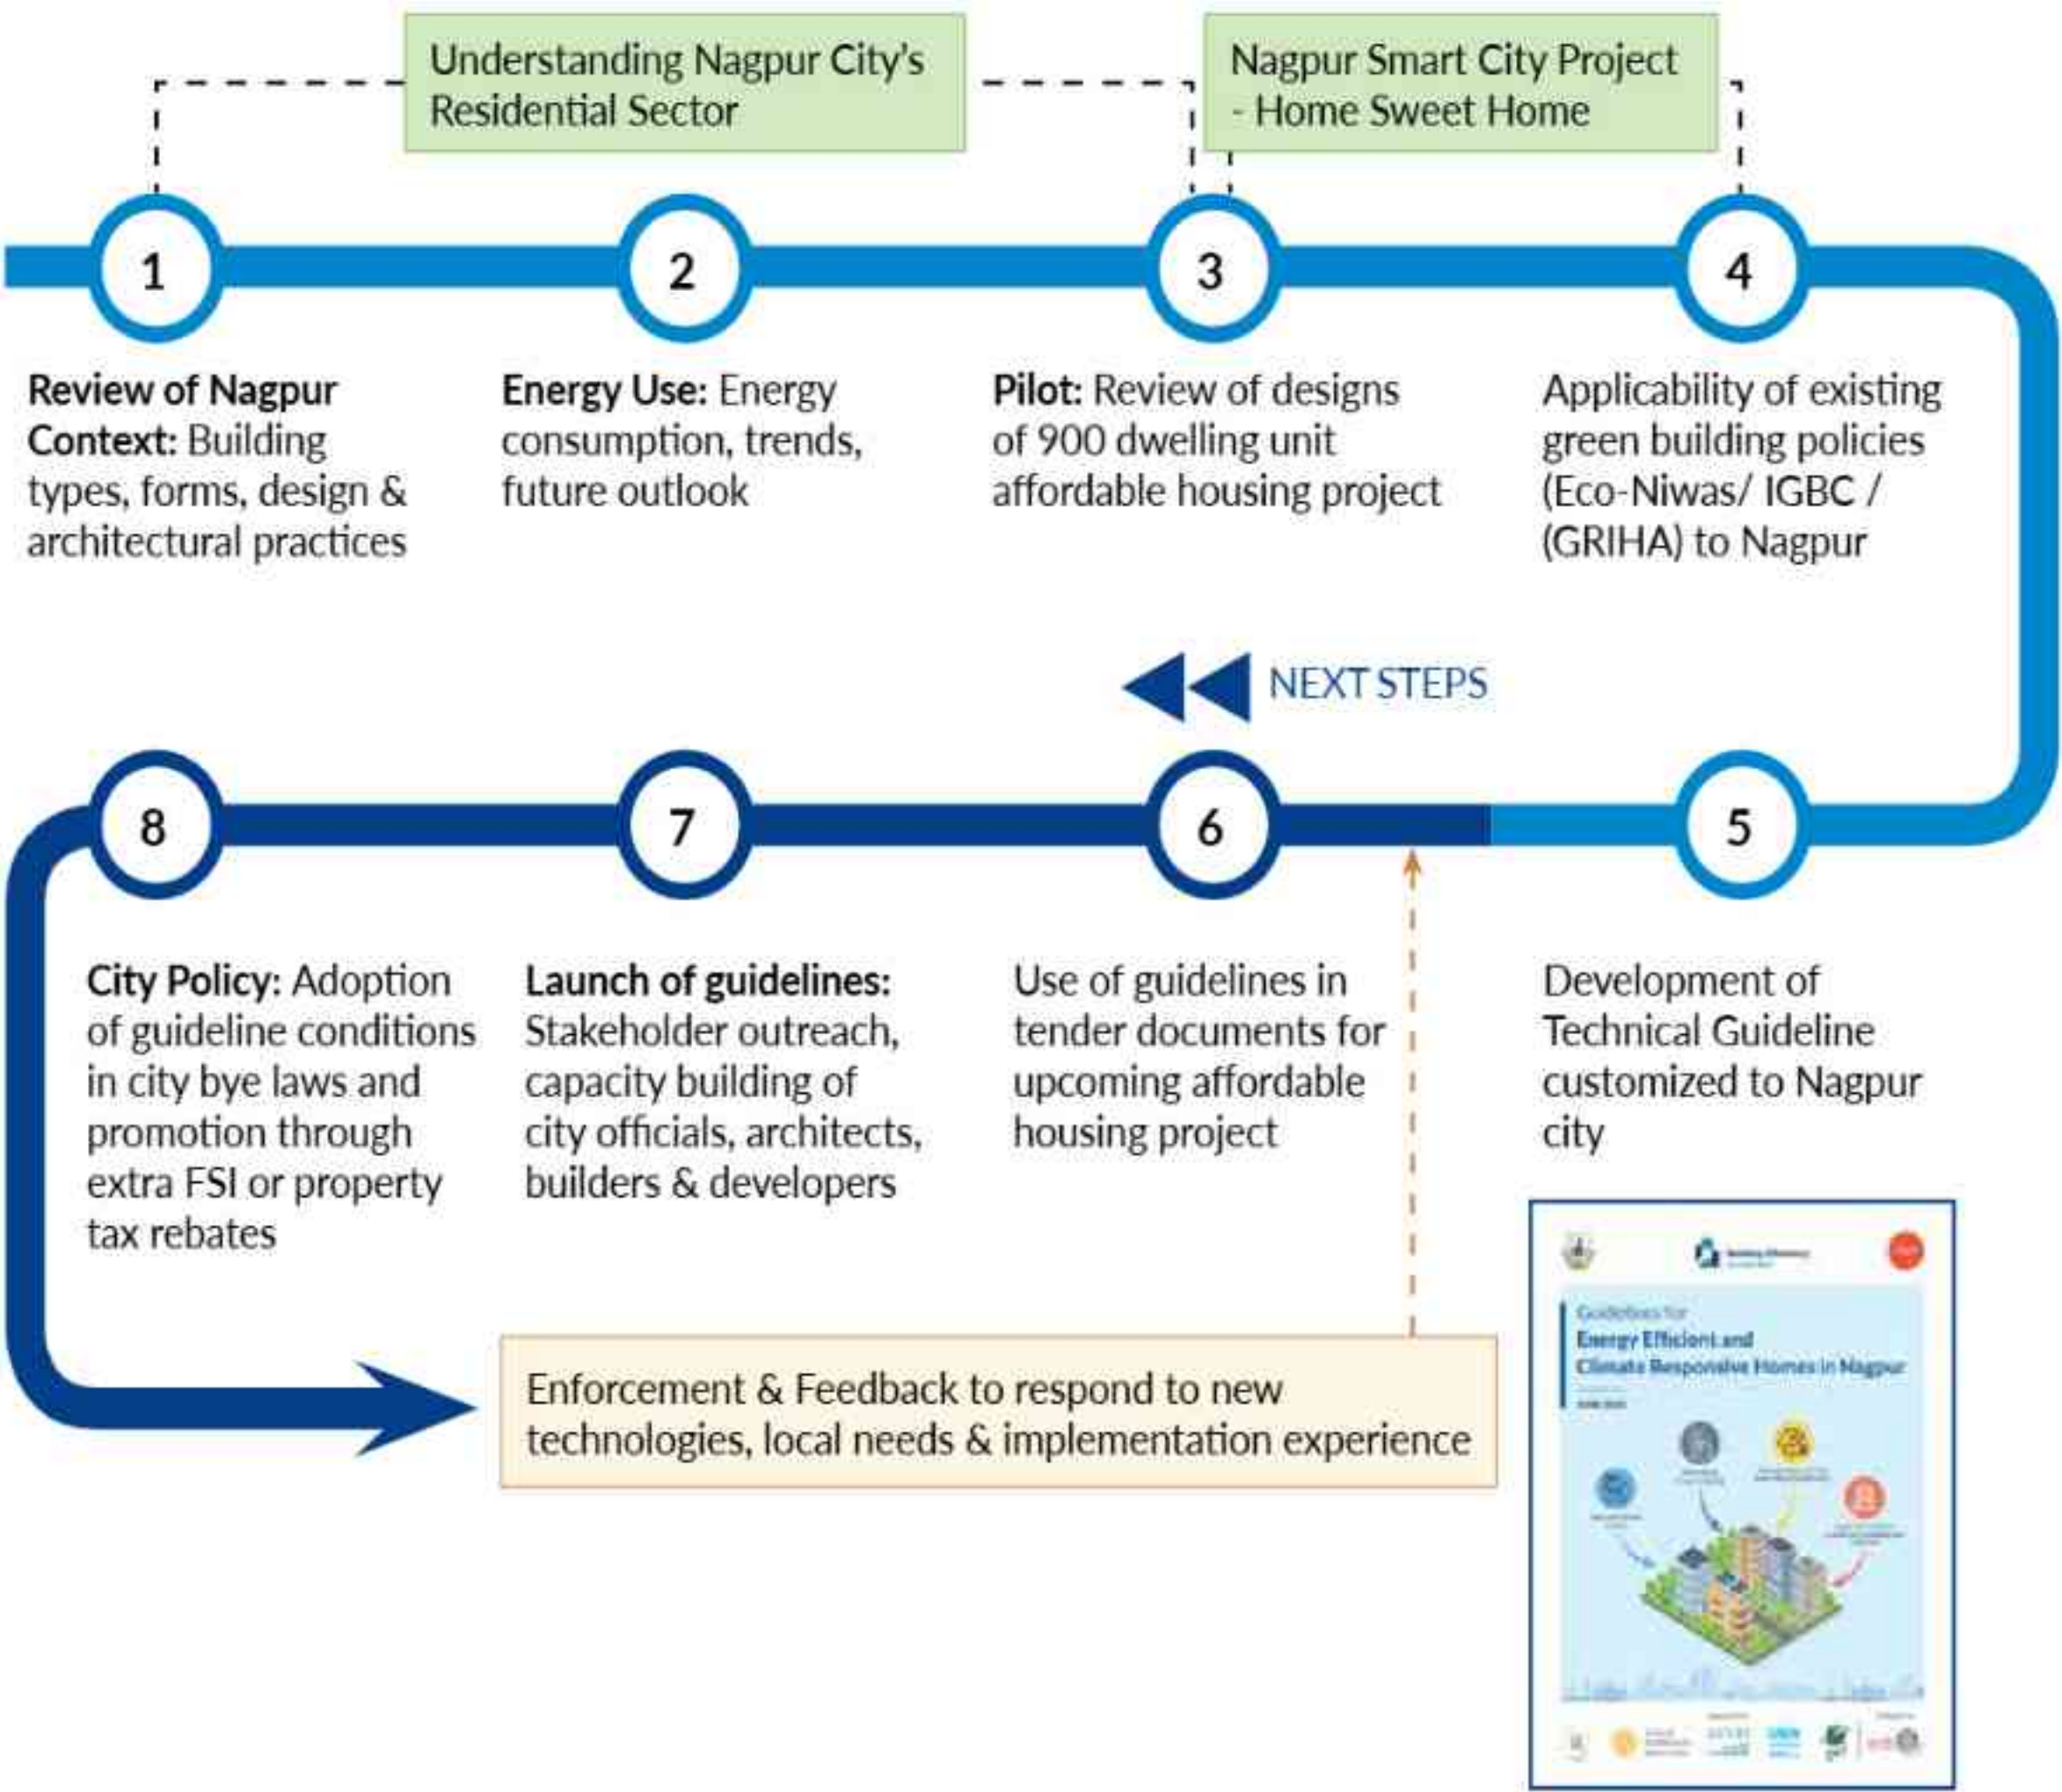 Understanding Nagpur City's
Residential Sector
Nagpur Smart City Project
- Home Sweet Home
1
2
3
4
Review of Nagpur
Context: Building
types, forms, design &
architectural practices
Energy Use: Energy
consumption, trends,
future outlook
Pilot: Review of designs
of 900 dwelling unit
affordable housing project
Applicability of existing
green building policies
(Eco-Niwas/ IGBC /
(GRIHA) to Nagpur
NEXT STEPS
8
7
6
5
City Policy: Adoption
of guideline conditions
in city bye laws and
promotion through
extra FSI or property
tax rebates
Launch of guidelines:
Stakeholder outreach,
capacity building of
city officials, architects,
builders & developers
Use of guidelines in
tender documents for
upcoming affordable
housing project
Development of
Technical Guideline
customized to Nagpur
city
Enforcement & Feedback to respond to new
technologies, local needs & implementation experience
Guidelines for
Energy Efficient and
Climate Responsive Homes in Nagpur